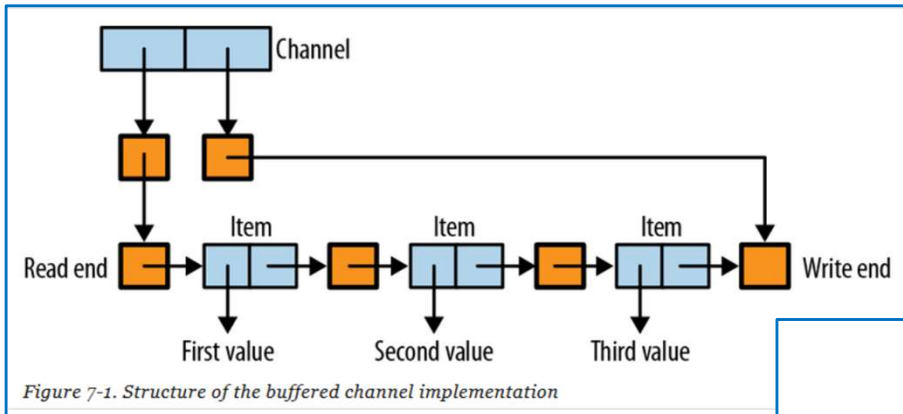 Channel
Item Item Item
Read end Write end
First value Second value Third value
Figure 7-1. Structure of the buffered channel implementation